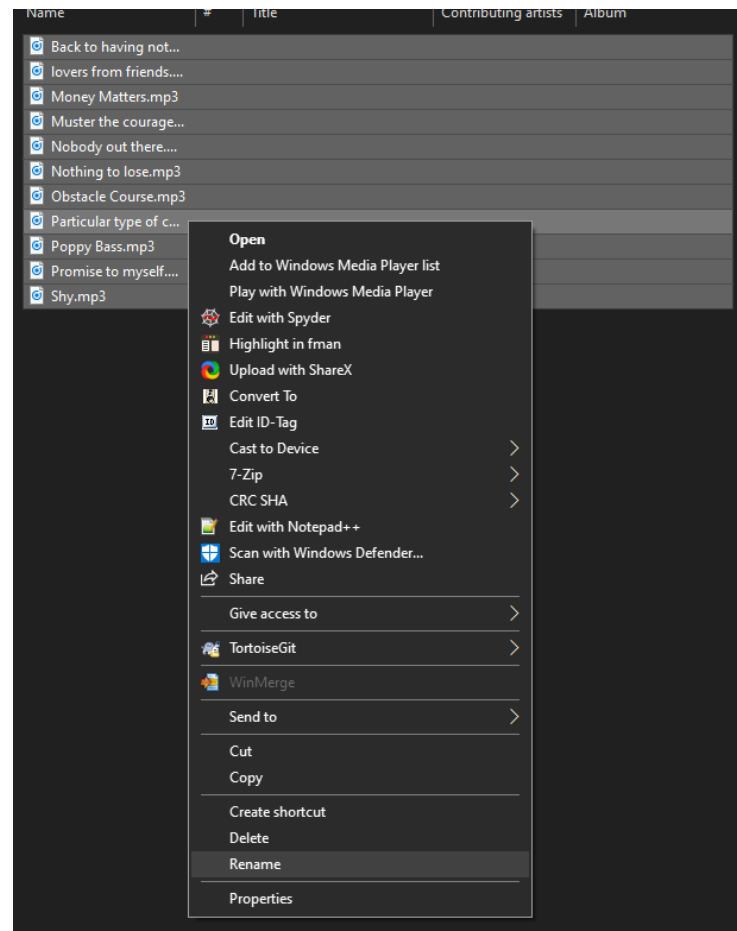 Name # Title Contributing artists Album
Back to having not...
lovers from friends....
Money Matters.mp3
Muster the courage...
Nobody out there....
Nothing to lose.mp3
Obstacle Course.mp3
Particular type of c...
Poppy Bass.mp3
Promise to myself....
Shy.mp3
Open
Add to Windows Media Player list
Play with Windows Media Player
Edit with Spyder
Highlight in fman
Upload with ShareX
Convert To
ID Edit ID-Tag
Cast to Device
7-Zip
CRC SHA
Edit with Notepad++
Scan with Windows Defender...
Share
Give access to
TortoiseGit
WinMerge
Send to
Cut
Copy
Create shortcut
Delete
Rename
Properties